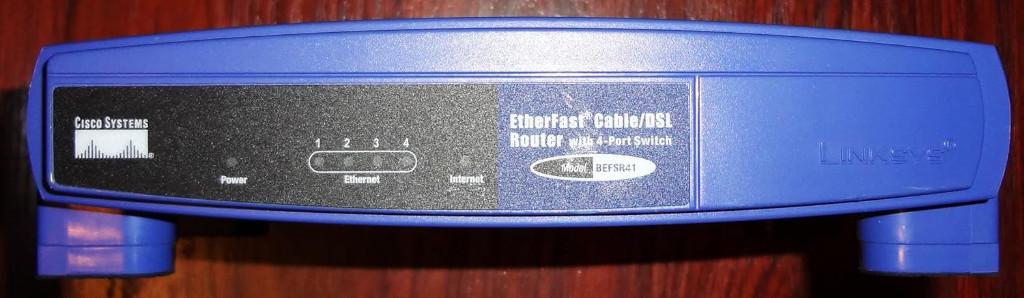 CISCO SYSTEMS
®
1 2 3 4
Power
Ethernet
Internet
EtherFast® Cable/DSL
Router with 4-Port Switch
Model BEFSR41
LINKSYS®